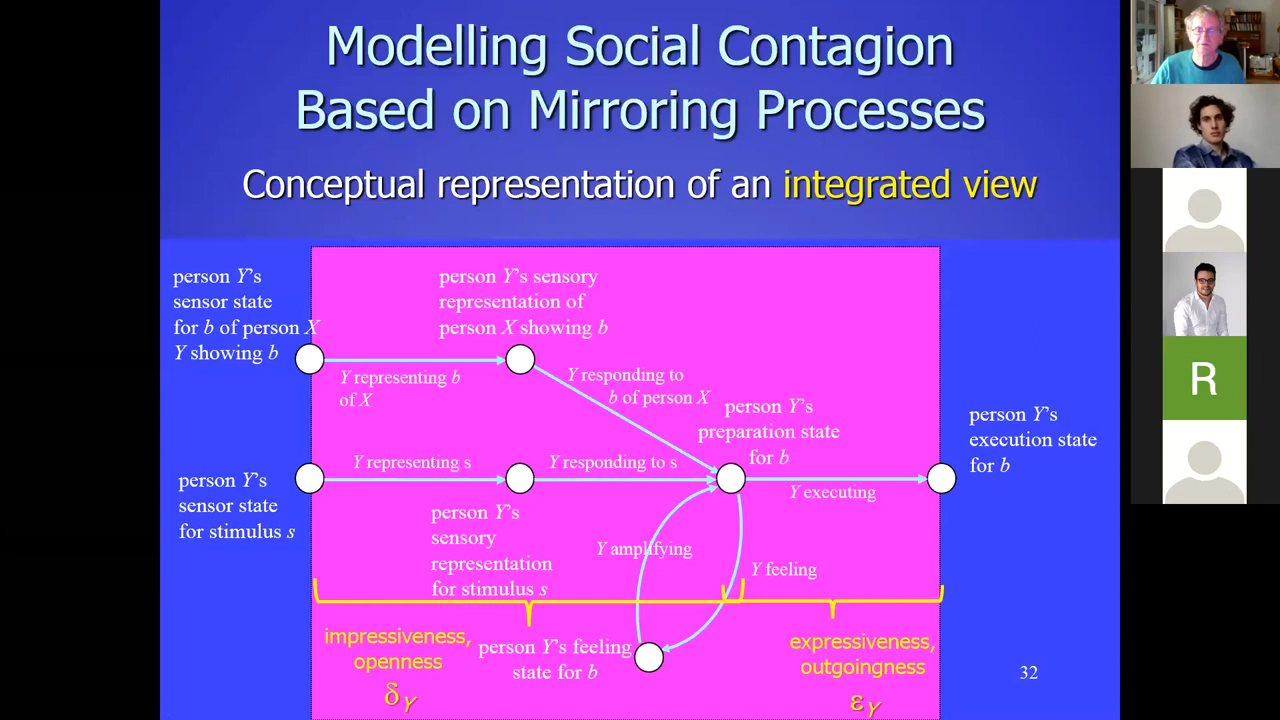 Modelling Social Contagion
Based on Mirroring Processes
Conceptual representation of an integrated view
person Y's
sensor state
for b of person X
Y showing b
person Y's sensory
representation of
person X showing b
Y representing b
of X
Y responding to
b of person X
person Y's
preparation state
for b
person Y's
execution state
for b
Y representing s
Y responding to s
Y executing
person Y's
sensor state
for stimulus s
person Y's
sensory
representation
for stimulus s
Y amplifying
Y feeling
impressiveness,
openness
δY
person Y's feeling
state for b
expressiveness,
outgoingness
εY
32
R